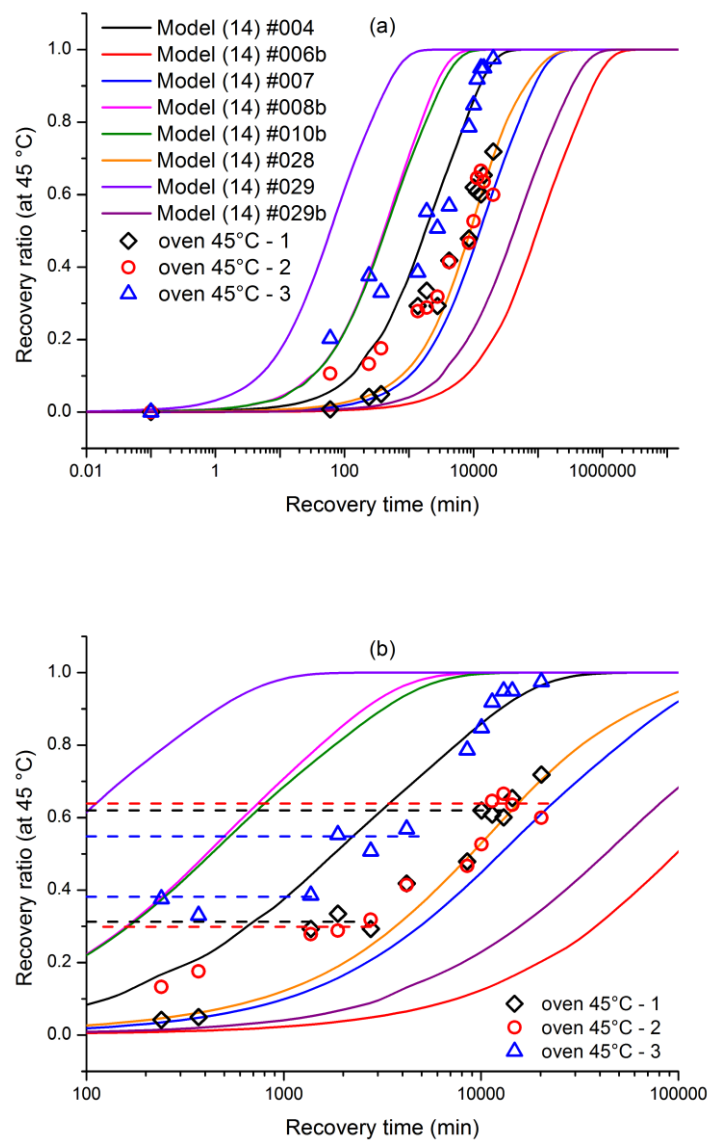 (a)
Model (14) #004
Model (14) #006b
Model (14) #007
Model (14) #008b
Model (14) #010b
Model (14) #028
Model (14) #029
Model (14) #029b
oven 45°C - 1
oven 45°C - 2
oven 45°C - 3
Recovery ratio (at 45 °C)
1.0
0.8
0.6
0.4
0.2
0.0
0.01 1 100 10000 1000000
Recovery time (min)
(b)
Recovery ratio (at 45 °C)
1.0
0.8
0.6
0.4
0.2
0.0
oven 45°C - 1
oven 45°C - 2
oven 45°C - 3
100 1000 10000 100000
Recovery time (min)